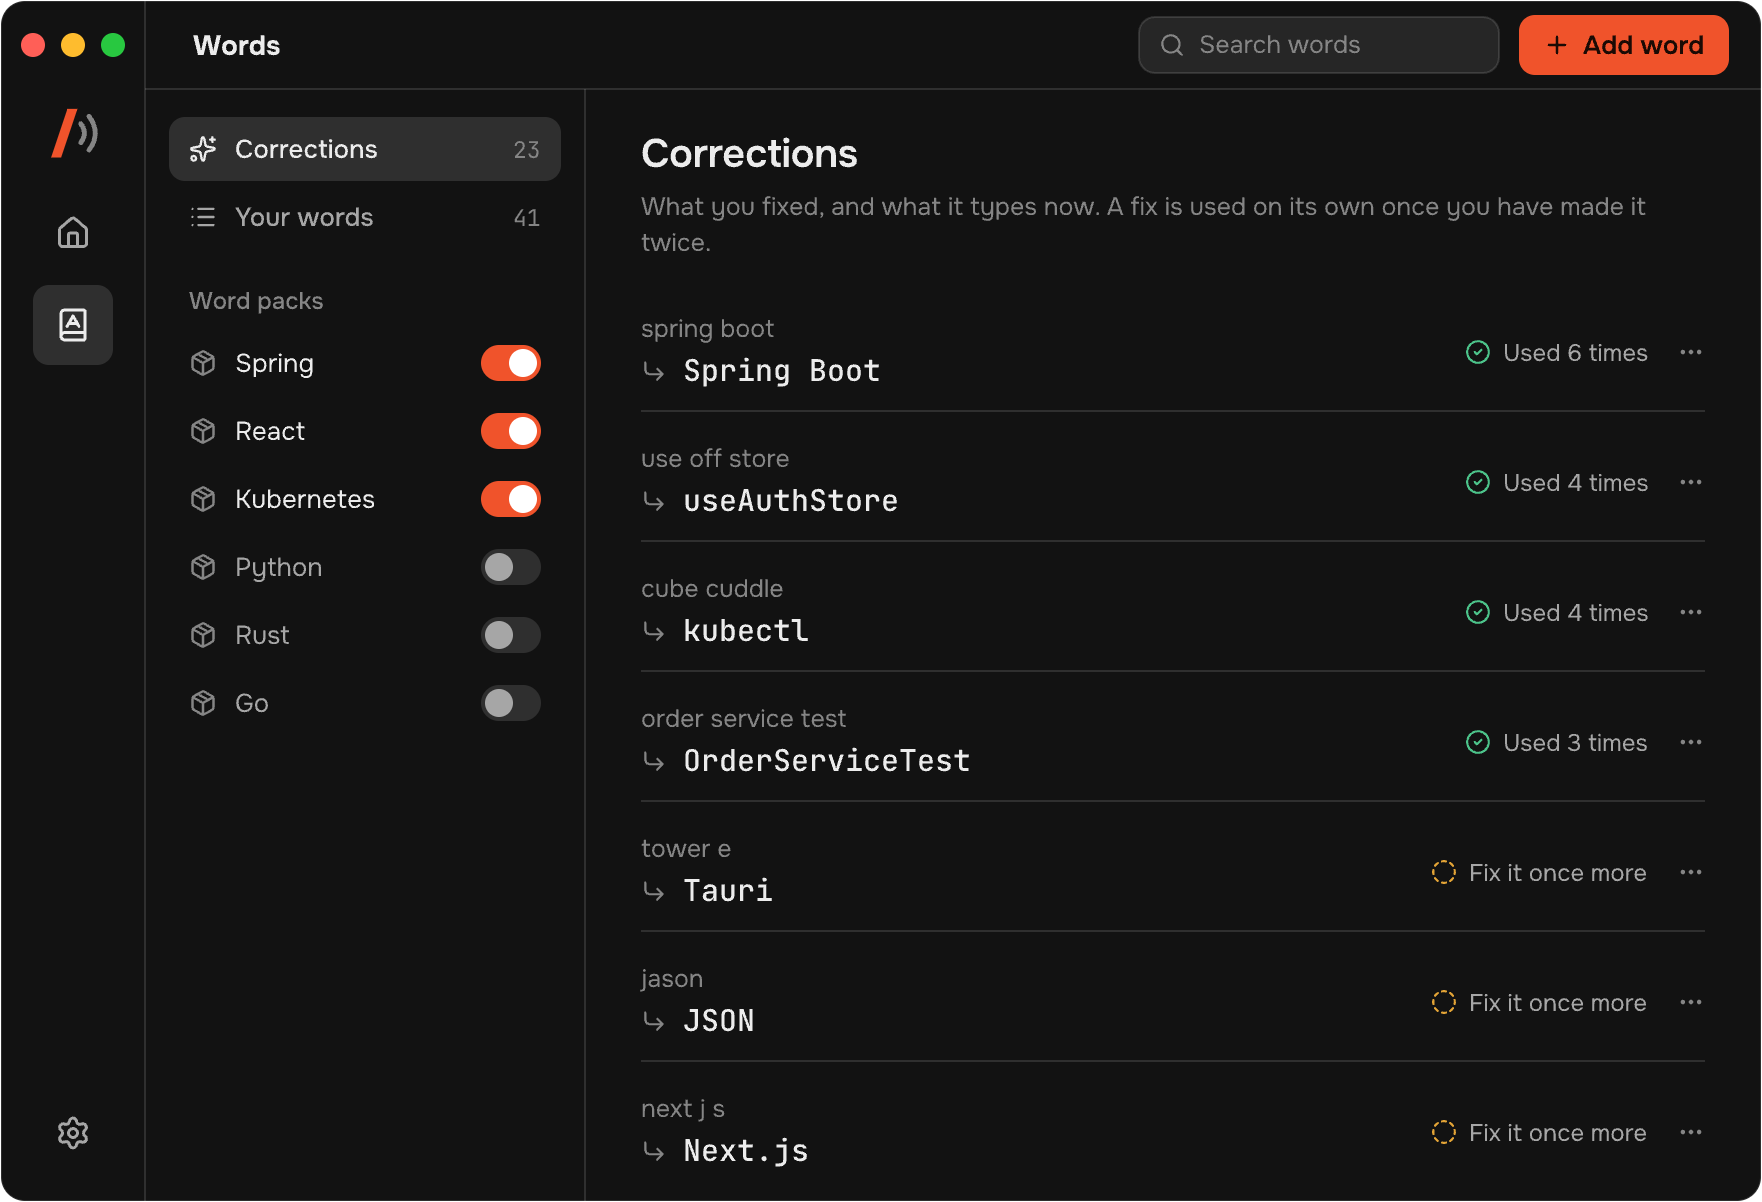 Words
Search words
+ Add word
Corrections 23
Your words 41
Word packs
Spring
React
Kubernetes
Python
Rust
Go
Corrections
What you fixed, and what it types now. A fix is used on its own once you have made it
twice.
spring boot
Spring Boot
Used 6 times
use off store
useAuthStore
Used 4 times
cube cuddle
kubectl
Used 4 times
order service test
OrderServiceTest
Used 3 times
tower e
Tauri
Fix it once more
jason
JSON
Fix it once more
next j s
Next.js
Fix it once more